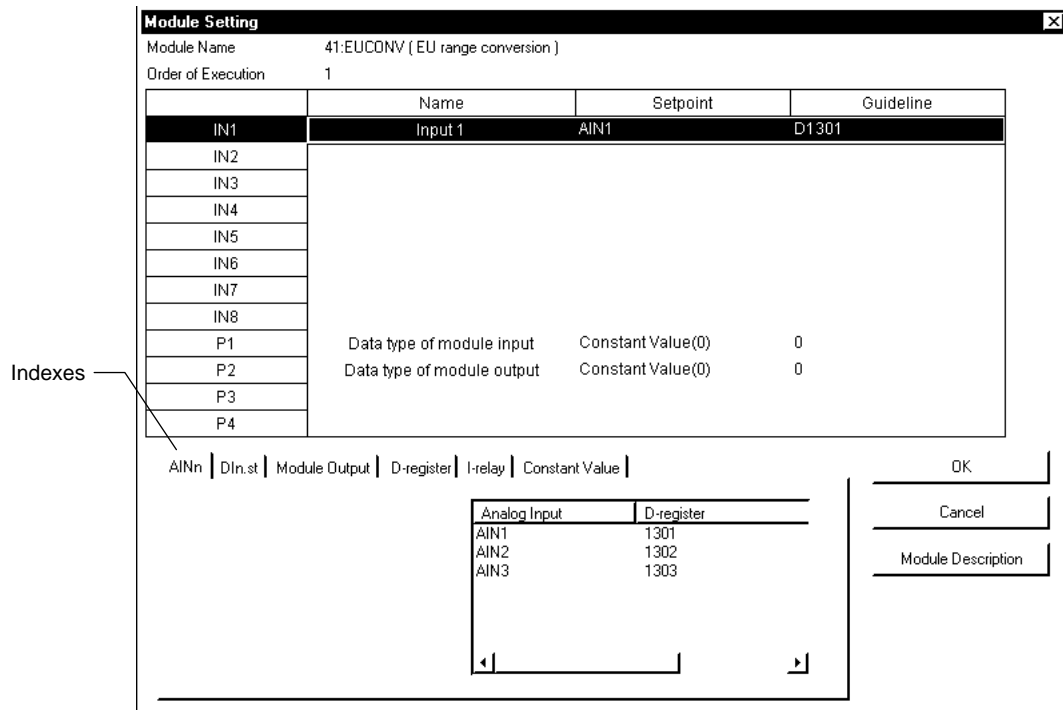 Module Setting
Module Name 41:EUCONV ( EU range conversion )
Order of Execution 1
Name Setpoint Guideline
IN1 Input 1 AIN1 D1301
IN2
IN3
IN4
IN5
IN6
IN7
IN8
P1 Data type of module input Constant Value(0) 0
P2 Data type of module output Constant Value(0) 0
P3
P4
Indexes
AINn DIn.st Module Output D-register I-relay Constant Value
OK
Cancel
Module Description
Analog Input D-register
AIN1 1301
AIN2 1302
AIN3 1303